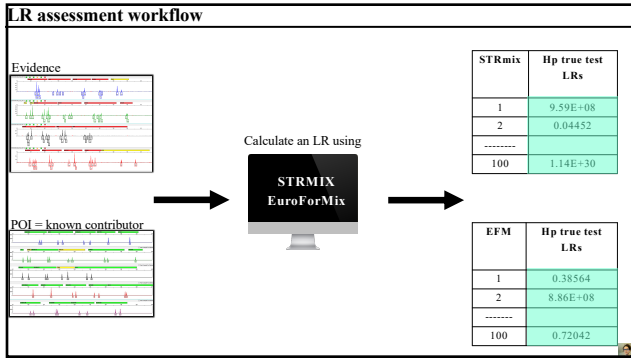 LR assessment workflow
Evidence
POI = known contributor
Calculate an LR using
STRMIX
EuroForMix
STRmix Hp true test
LRs
1 9.59E+08
2 0.04452
--------
100 1.14E+30
EFM Hp true test
LRs
1 0.38564
2 8.86E+08
-------
100 0.72042